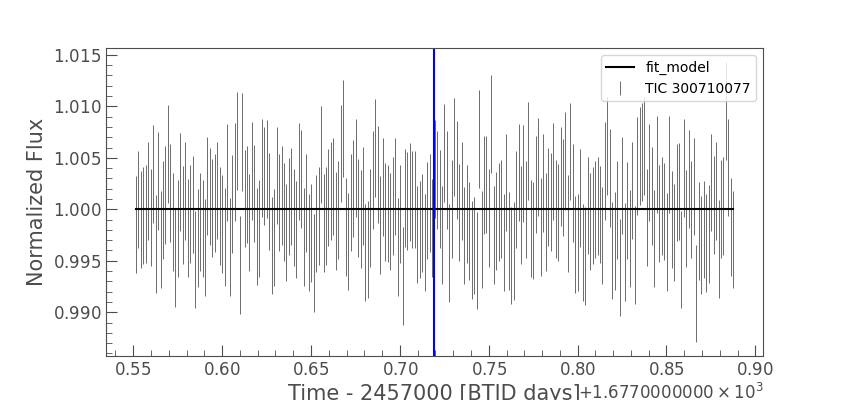 1.015
1.010
1.005
1.000
0.995
0.990
Normalized Flux
fit_model
TIC 300710077
0.55 0.60 0.65 0.70 0.75 0.80 0.85 0.90
Time - 2457000 [BTJD days]
+1.6770000000 × 10³